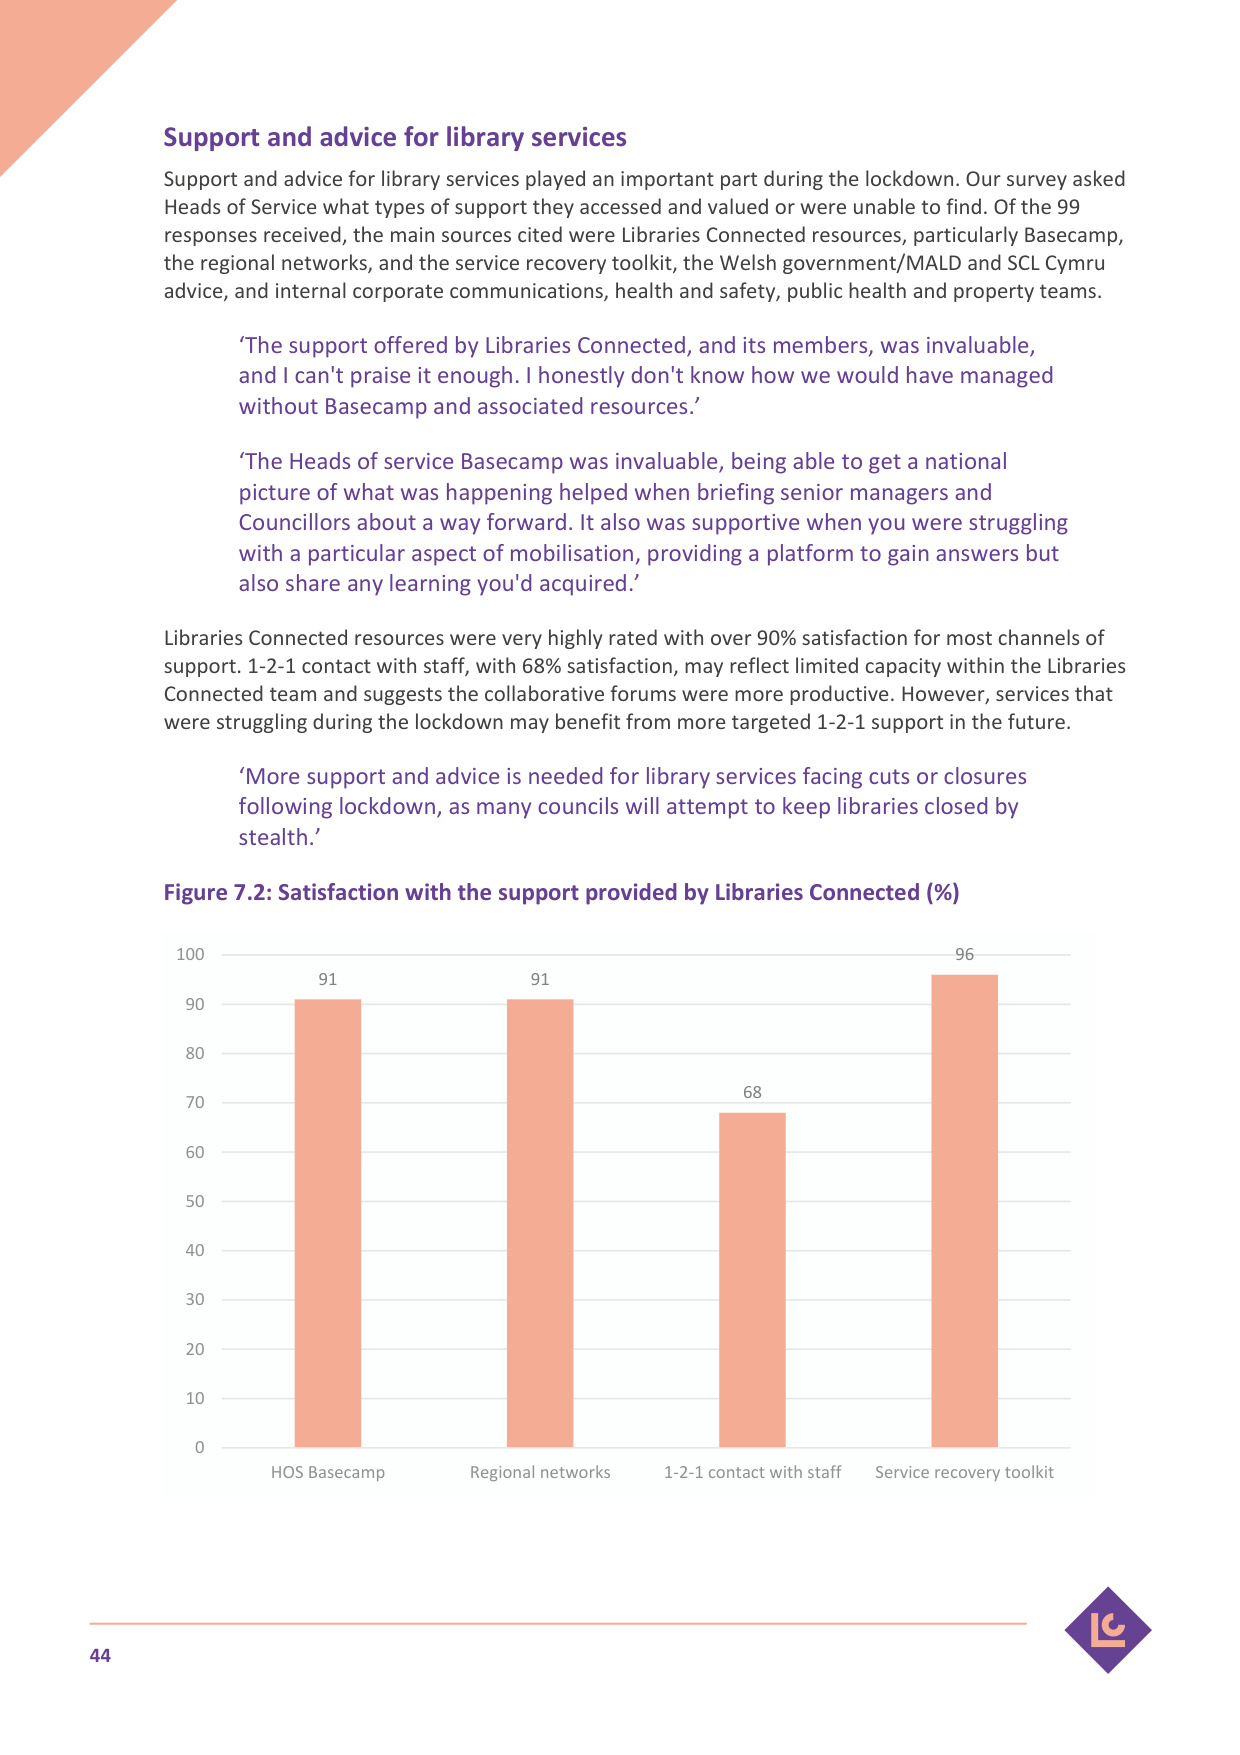 Support and advice for library services
Support and advice for library services played an important part during the lockdown. Our survey asked
Heads of Service what types of support they accessed and valued or were unable to find. Of the 99
responses received, the main sources cited were Libraries Connected resources, particularly Basecamp,
the regional networks, and the service recovery toolkit, the Welsh government/MALD and SCL Cymru
advice, and internal corporate communications, health and safety, public health and property teams.
‘The support offered by Libraries Connected, and its members, was invaluable,
and I can't praise it enough. I honestly don't know how we would have managed
without Basecamp and associated resources.’
‘The Heads of service Basecamp was invaluable, being able to get a national
picture of what was happening helped when briefing senior managers and
Councillors about a way forward. It also was supportive when you were struggling
with a particular aspect of mobilisation, providing a platform to gain answers but
also share any learning you'd acquired.’
Libraries Connected resources were very highly rated with over 90% satisfaction for most channels of
support. 1-2-1 contact with staff, with 68% satisfaction, may reflect limited capacity within the Libraries
Connected team and suggests the collaborative forums were more productive. However, services that
were struggling during the lockdown may benefit from more targeted 1-2-1 support in the future.
‘More support and advice is needed for library services facing cuts or closures
following lockdown, as many councils will attempt to keep libraries closed by
stealth.’
Figure 7.2: Satisfaction with the support provided by Libraries Connected (%)
100
90
80
70
60
50
40
30
20
10
0
91
91
68
96
HOS Basecamp
Regional networks
1-2-1 contact with staff
Service recovery toolkit
44
LC